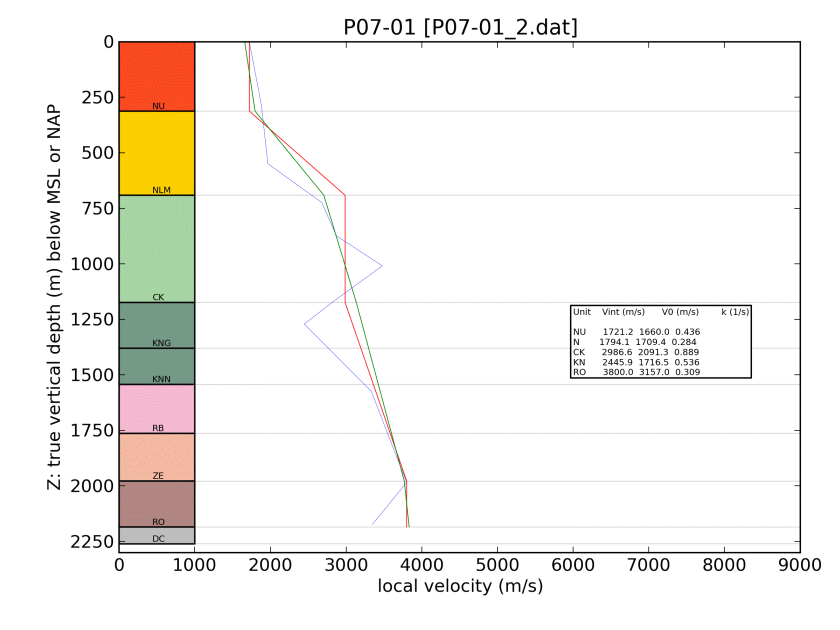 P07-01 [P07-01_2.dat]
Z: true vertical depth (m) below MSL or NAP
0
250
500
750
1000
1250
1500
1750
2000
2250
NU
NLM
CK
KNG
KNN
RB
ZE
RO
DC
Unit Vint (m/s) V0 (m/s) k (1/s)
NU 1721.2 1660.0 0.436
N 1794.1 1709.4 0.284
CK 2986.6 2091.3 0.889
KN 2445.9 1716.5 0.536
RO 3800.0 3157.0 0.309
0 1000 2000 3000 4000 5000 6000 7000 8000 9000
local velocity (m/s)